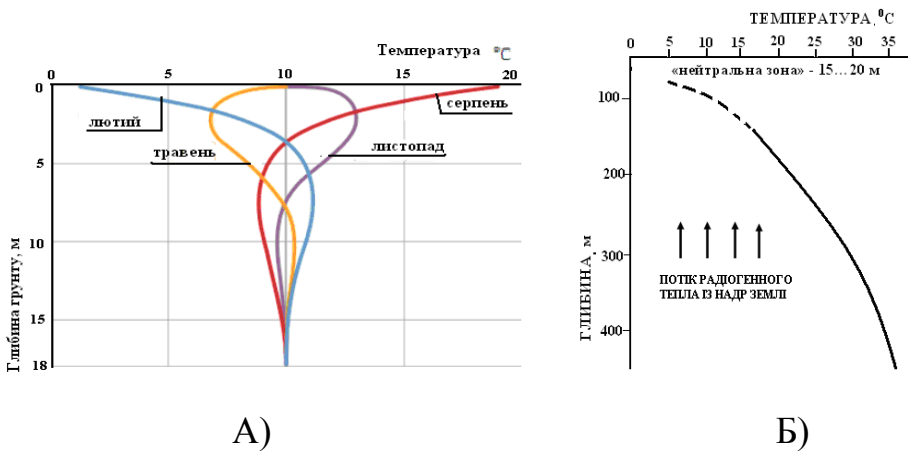 Температура °С
0 5 10 15 20
0
лютий
серпень
травень
листопад
5
10
15
18
Глибина грунту, м
А)
ТЕМПЕРАТУРА, ⁰С
0 5 10 15 20 25 30 35
«нейтральна зона» - 15…20 м
100
200
300
400
ГЛИБИНА, м
ПОТІК РАДІОГЕННОГО
ТЕПЛА ІЗ НАДР ЗЕМЛІ
Б)